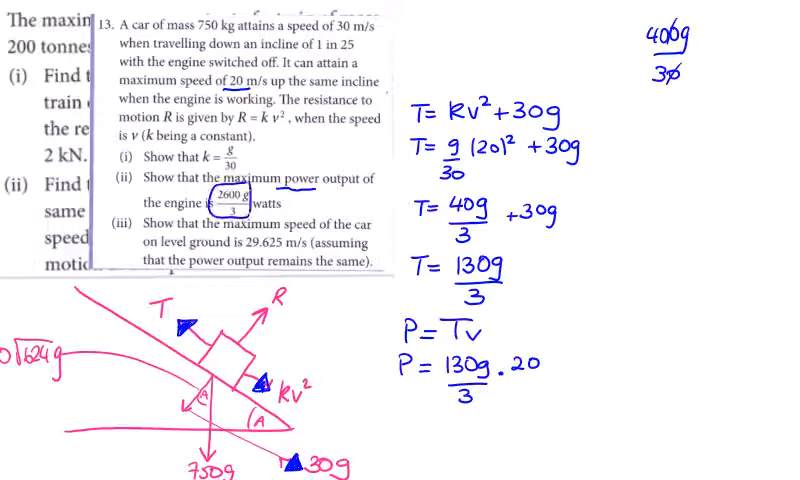 The maxin
200 tonnes
(i) Find t
train
the re
2 kN.
(ii) Find t
same
speed
motic
13. A car of mass 750 kg attains a speed of 30 m/s
when travelling down an incline of 1 in 25
with the engine switched off. It can attain a
maximum speed of 20 m/s up the same incline
when the engine is working. The resistance to
motion R is given by R = k v², when the speed
is v (k being a constant).
(i) Show that k = g/30
(ii) Show that the maximum power output of
the engine is 2600 g/3 watts
(iii) Show that the maximum speed of the car
on level ground is 29.625 m/s (assuming
that the power output remains the same).
400g/30
T = kv² + 30g
T = g/30 (20)² + 30g
T = 40g/3 + 30g
T = 130g/3
P = Tv
P = 130g/3 . 20
T
R
0√624g
kv²
A
A
750g
30g